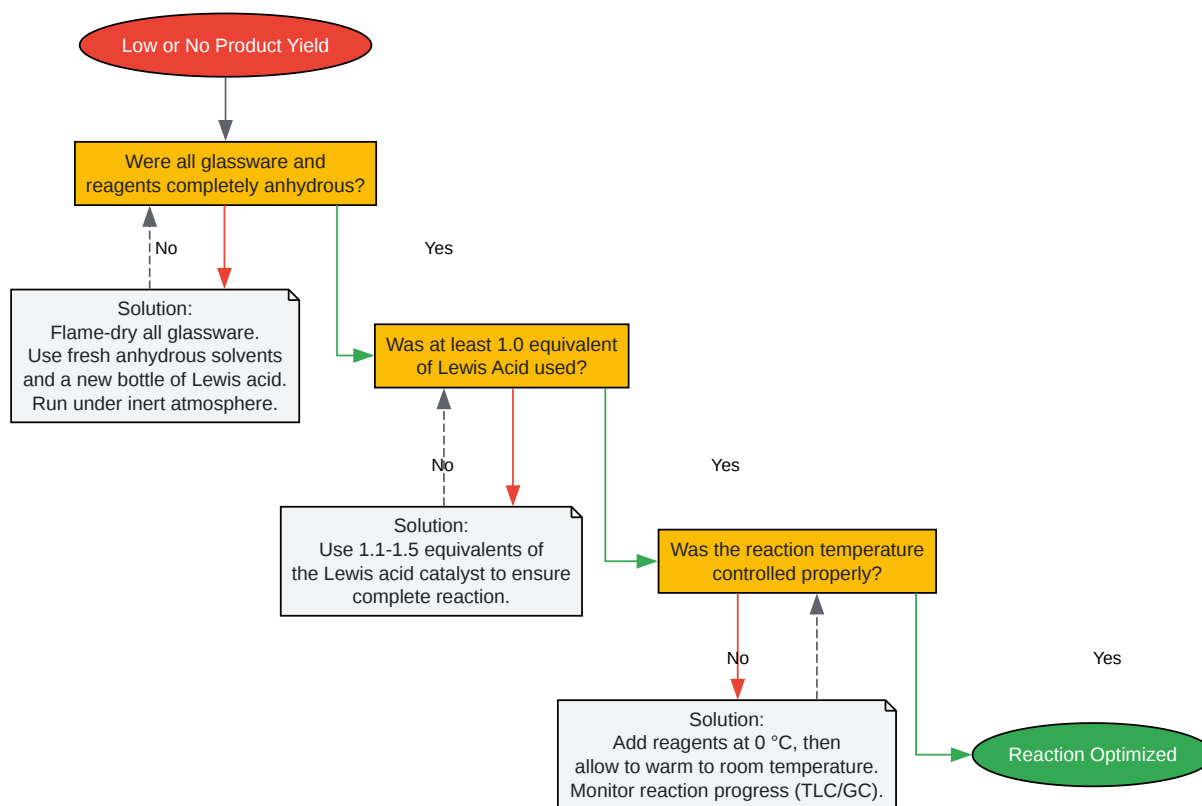 Low or No Product Yield
Were all glassware and
reagents completely anhydrous?
No
Yes
Solution:
Flame-dry all glassware.
Use fresh anhydrous solvents
and a new bottle of Lewis acid.
Run under inert atmosphere.
Was at least 1.0 equivalent
of Lewis Acid used?
No
Yes
Solution:
Use 1.1-1.5 equivalents of
the Lewis acid catalyst to ensure
complete reaction.
Was the reaction temperature
controlled properly?
No
Yes
Solution:
Add reagents at 0 °C, then
allow to warm to room temperature.
Monitor reaction progress (TLC/GC).
Reaction Optimized